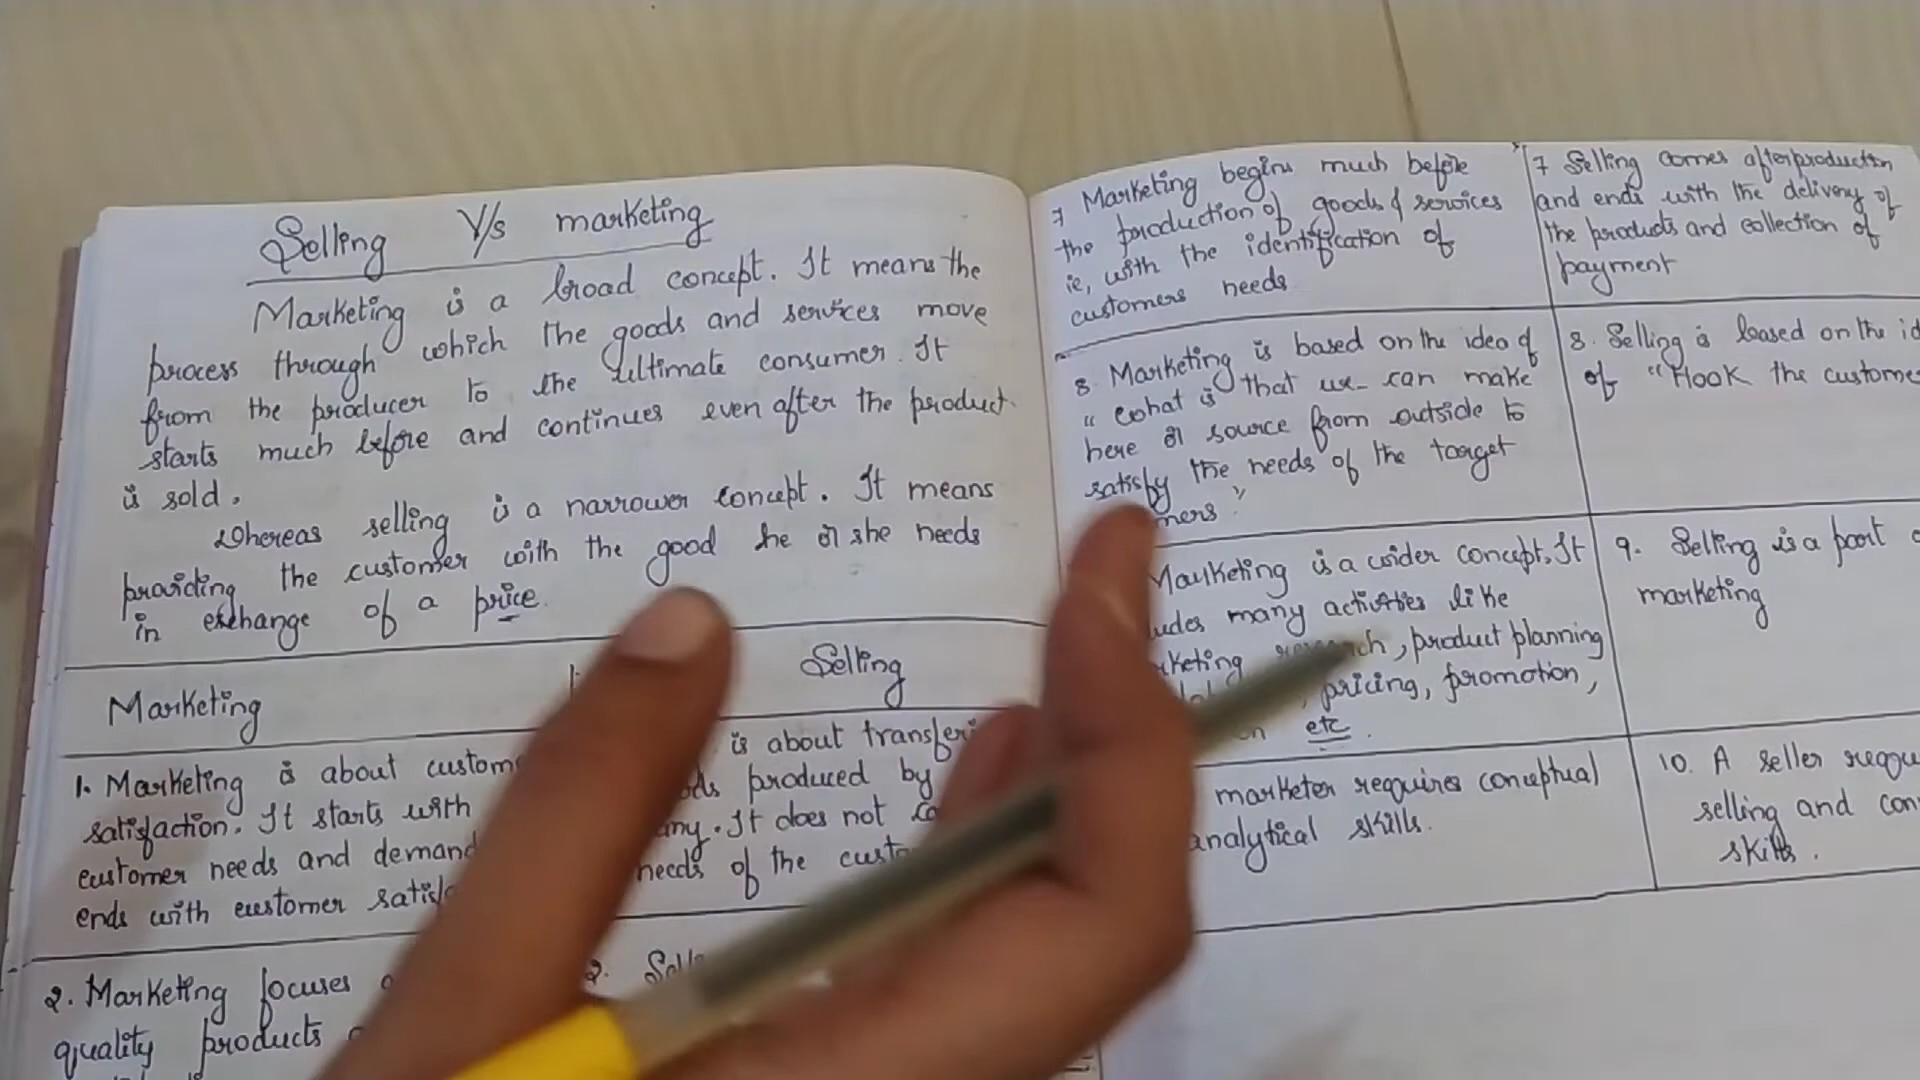 Selling V/s marketing
Marketing is a broad concept. It means the
process through which the goods and services move
from the producer to the ultimate consumer. It
starts much before and continues even after the product
is sold.
Whereas selling is a narrower concept. It means
providing the customer with the good he or she needs
in exchange of a price.
Marketing
Selling
1. Marketing is about
satisfaction. It starts with
customer needs and
ends with customer
is about
produced by
It does not
needs of the
2. Marketing focuses
quality products
2.
7 Marketing begins much before
the production of goods & services
ie, with the identification of
customers needs
7 Selling comes after production
and ends with the delivery of
the products and collection of
payment
8. Marketing is based on the idea of
"What is that we can make
here or source from outside to
satisfy the needs of the target
"
8. Selling is based on the
of "Hook the
Marketing is a wider concept, It
many activities like
, product planning
pricing, promotion,
etc.
9. Selling is a part
marketing
marketer requires conceptual
analytical skills.
10. A seller
selling and
skills.